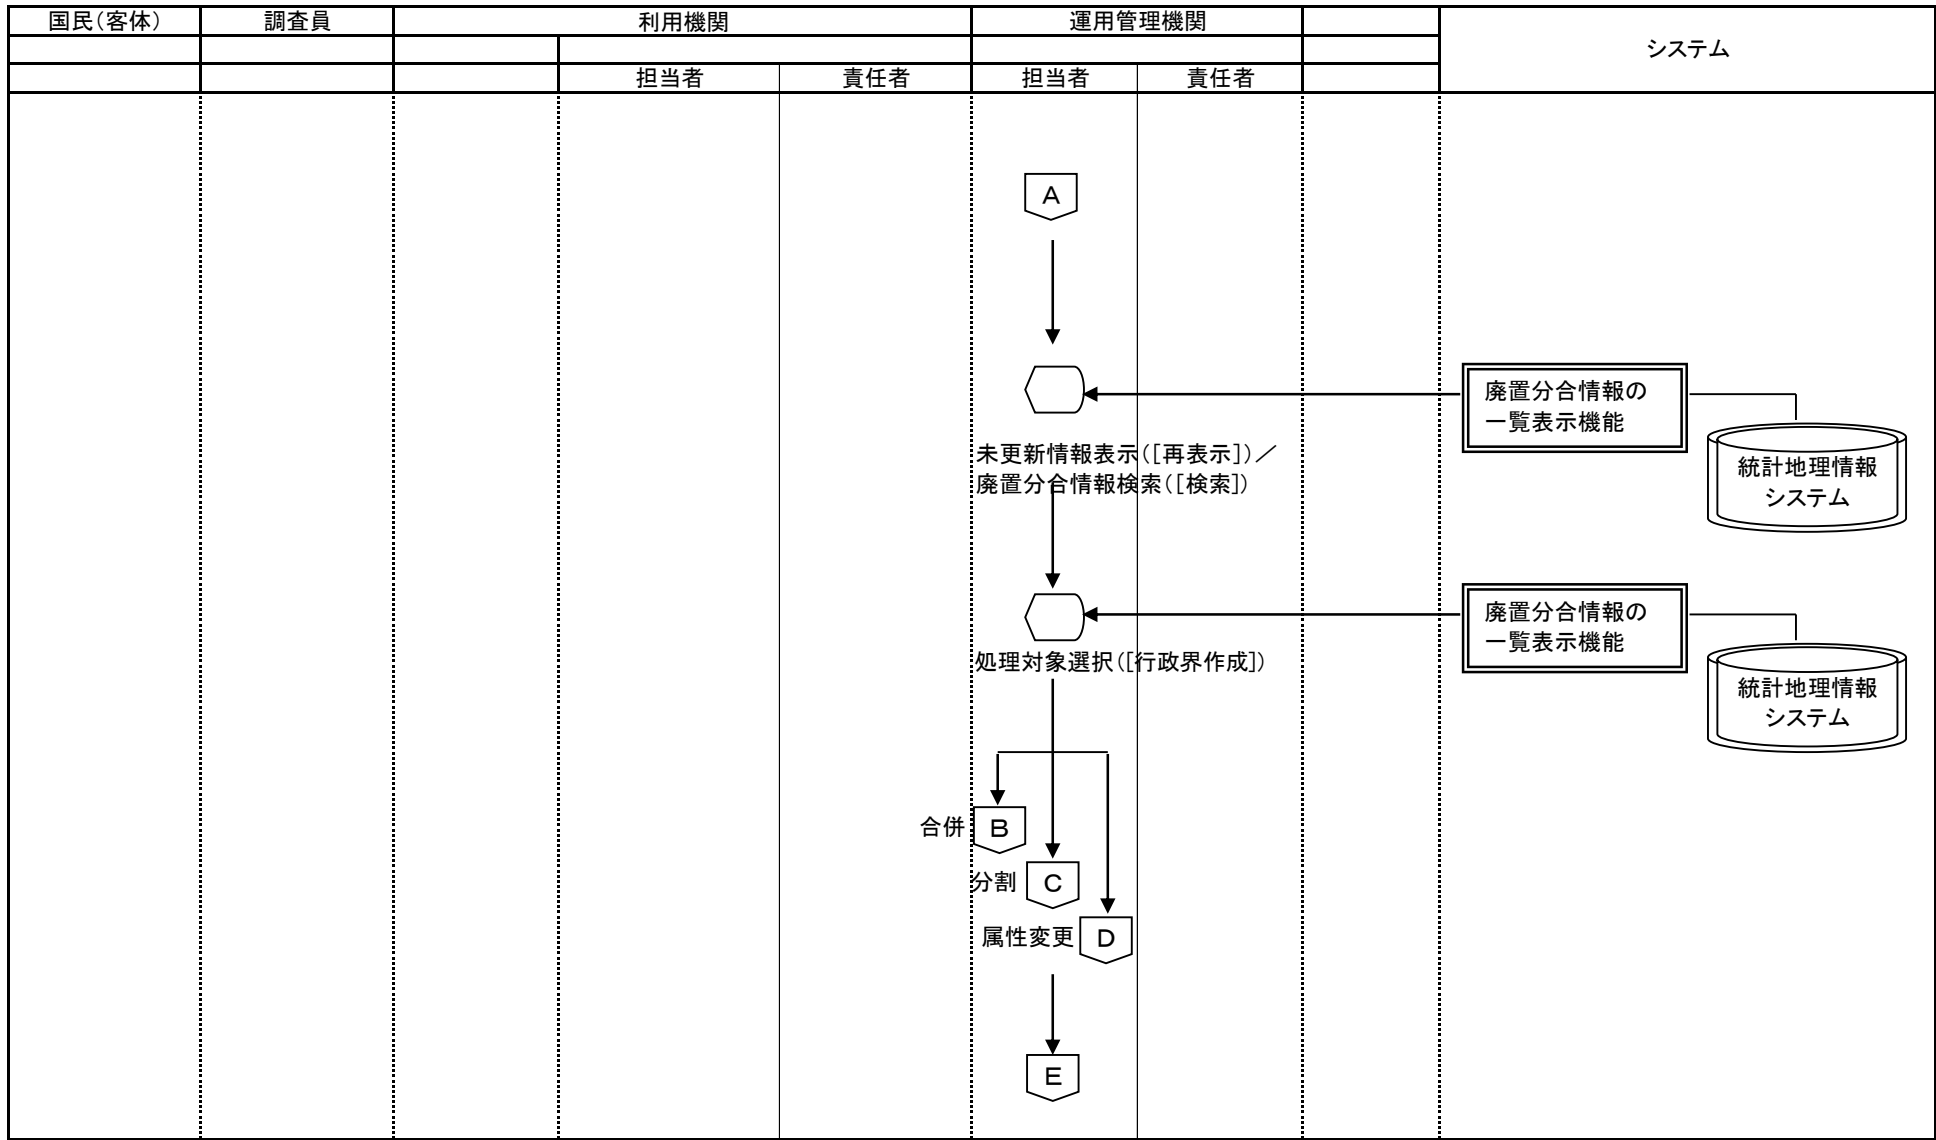 国民(客体)
調査員
利用機関
運用管理機関
システム
担当者
責任者
担当者
責任者
A
廃置分合情報の
一覧表示機能
未更新情報表示([再表示])／
廃置分合情報検索([検索])
統計地理情報
システム
廃置分合情報の
一覧表示機能
処理対象選択([行政界作成])
統計地理情報
システム
合併
B
分割
C
属性変更
D
E